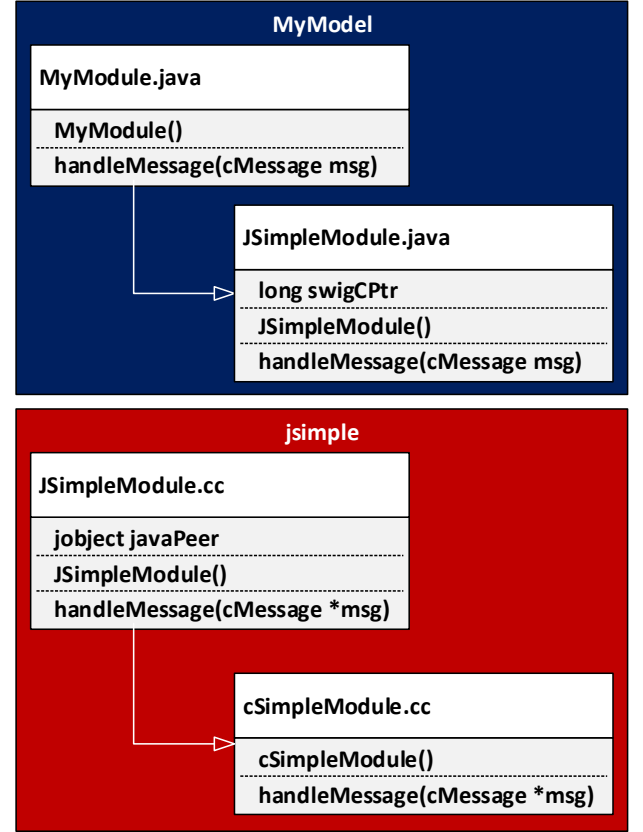 MyModel
MyModule.java
MyModule()
handleMessage(cMessage msg)
JSimpleModule.java
long swigCPtr
JSimpleModule()
handleMessage(cMessage msg)
jsimple
JSimpleModule.cc
jobject javaPeer
JSimpleModule()
handleMessage(cMessage *msg)
cSimpleModule.cc
cSimpleModule()
handleMessage(cMessage *msg)